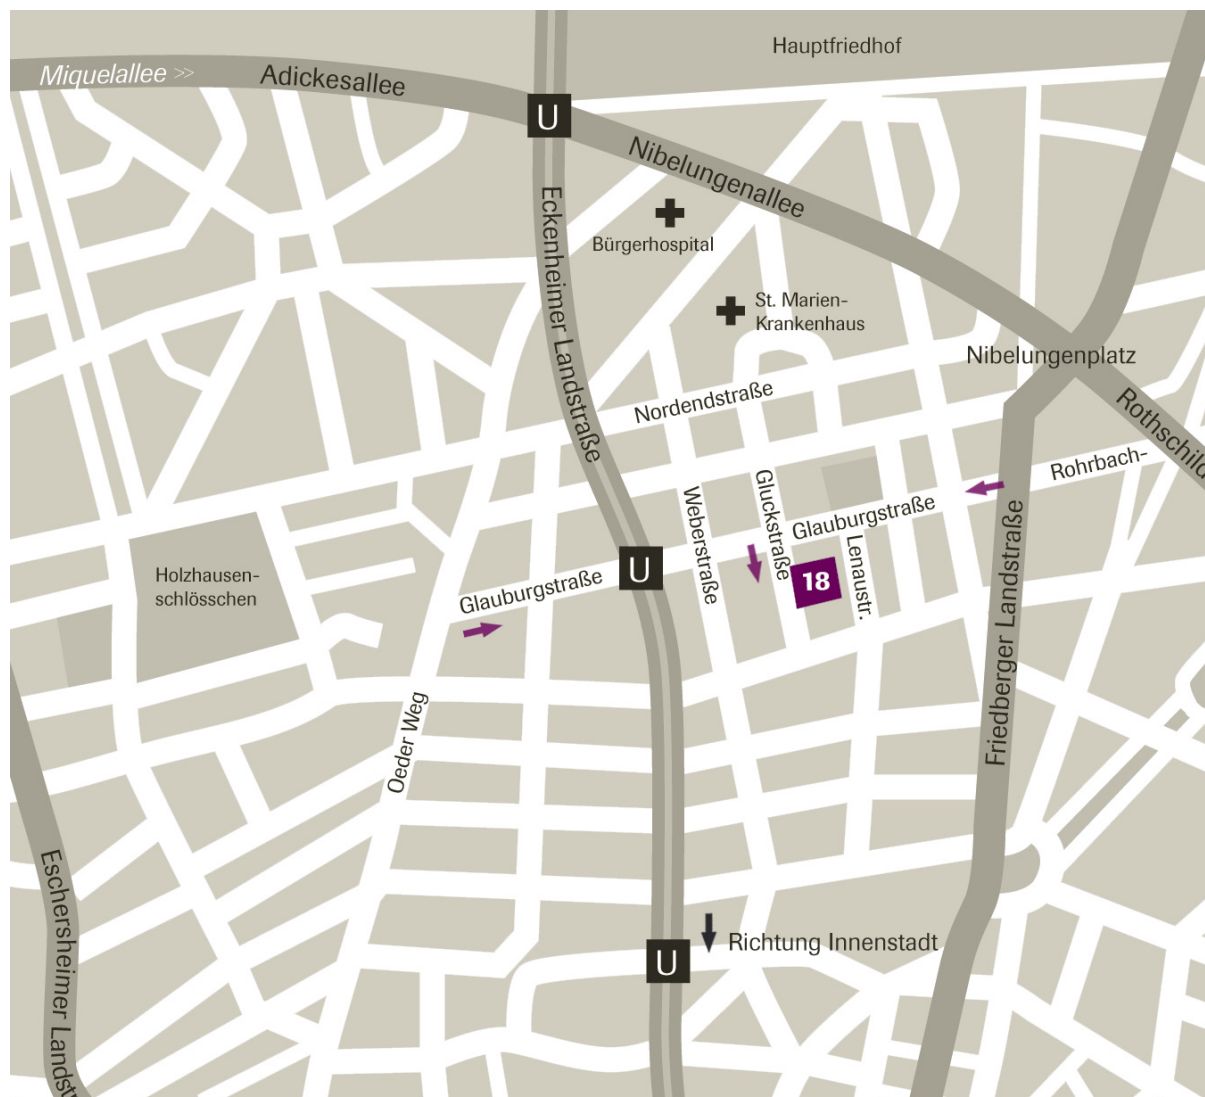 Hauptfriedhof
Miquelallee >>
Adickesallee
U
Nibelungenallee
Eckenheimer Landstraße
Bürgerhospital
St. Marien-
Krankenhaus
Nibelungenplatz
Nordendstraße
Rothschild
Rohrbach-
Weberstraße
Gluckstraße
Glauburgstraße
Lenaustr.
Friedberger Landstraße
Holzhausen-
schlösschen
Glauburgstraße
U
18
Oeder Weg
Eschersheimer Landst
Richtung Innenstadt
U